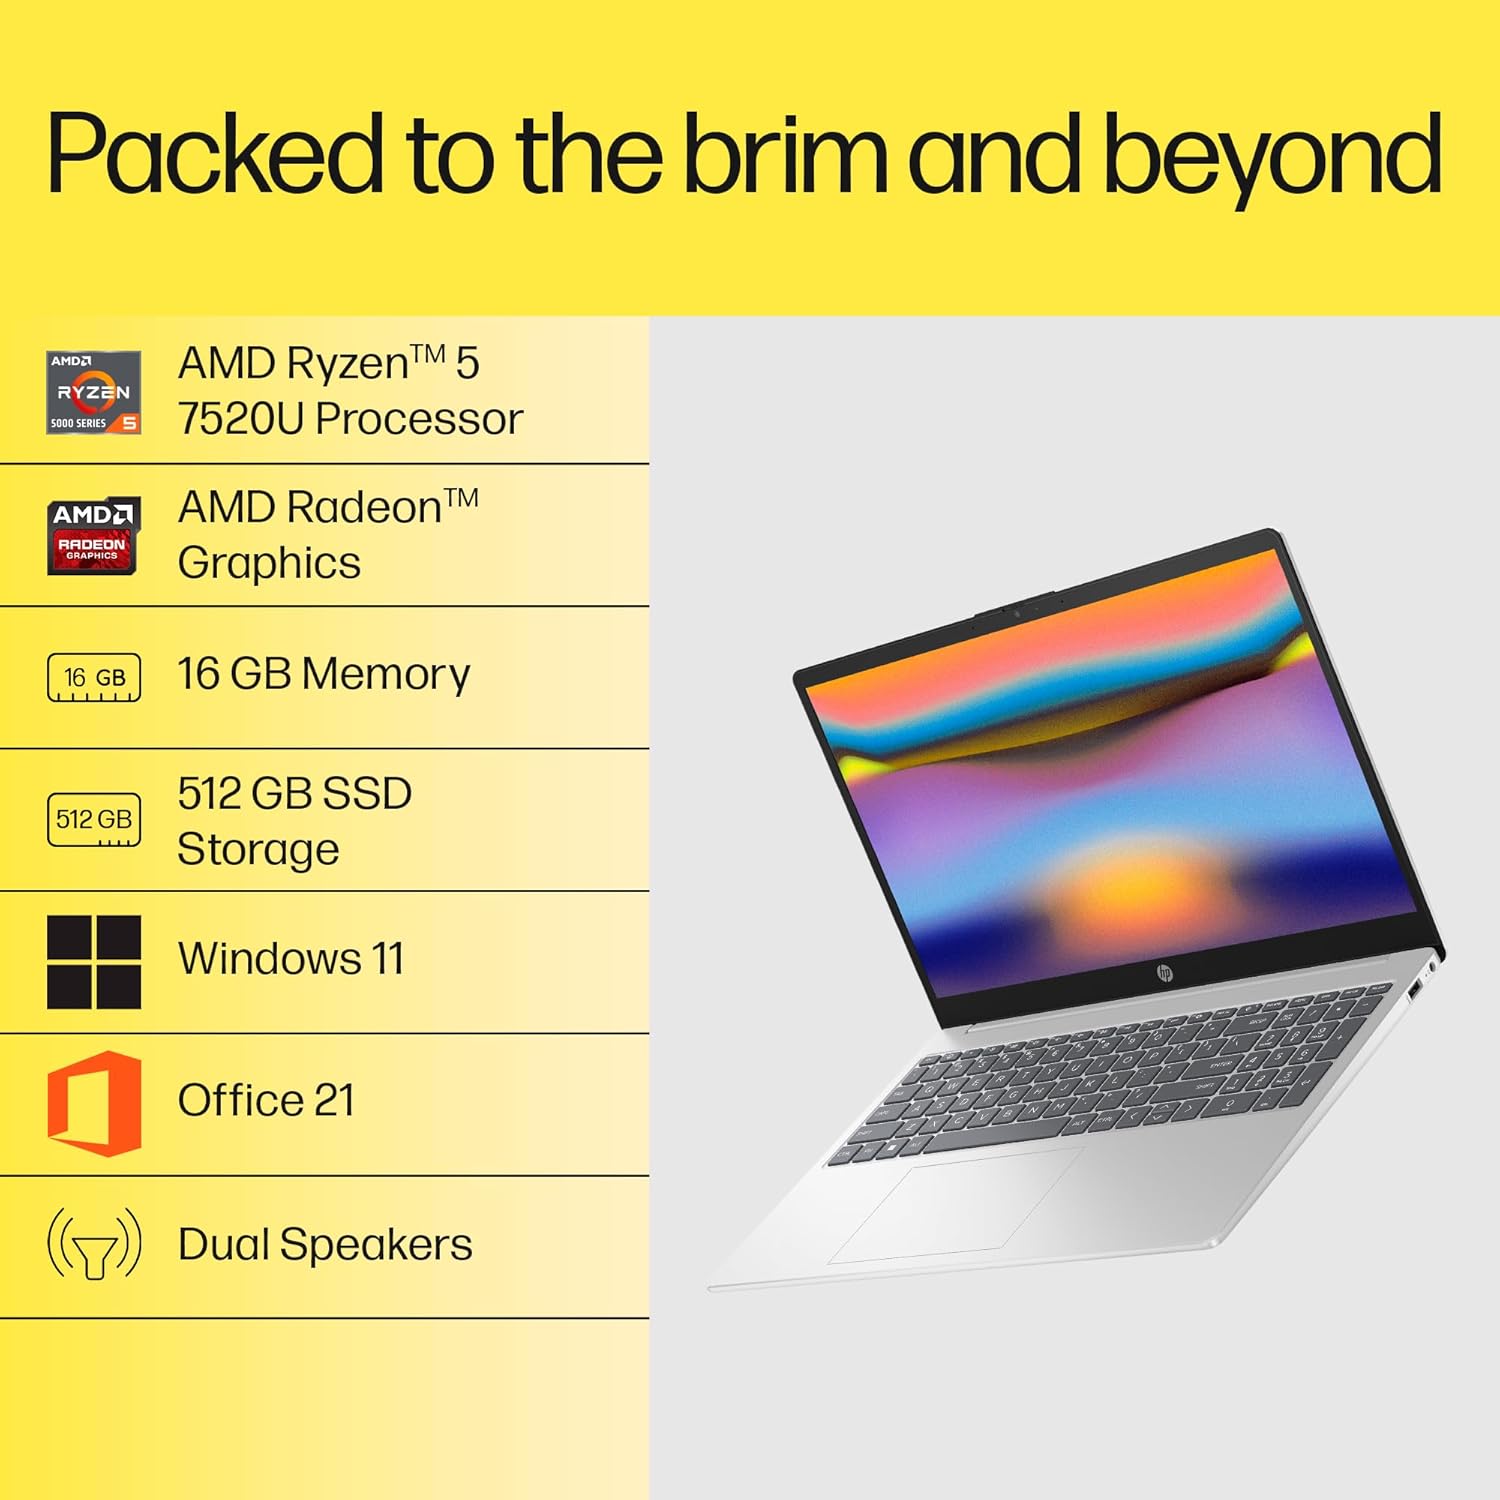 Packed to the brim and beyond
AMD
RYZEN
5000 SERIES 5
AMD Ryzen™ 5
7520U Processor
AMD
RADEON
GRAPHICS
AMD Radeon™
Graphics
16 GB
16 GB Memory
512 GB
512 GB SSD
Storage
Windows 11
Office 21
Dual Speakers
hp